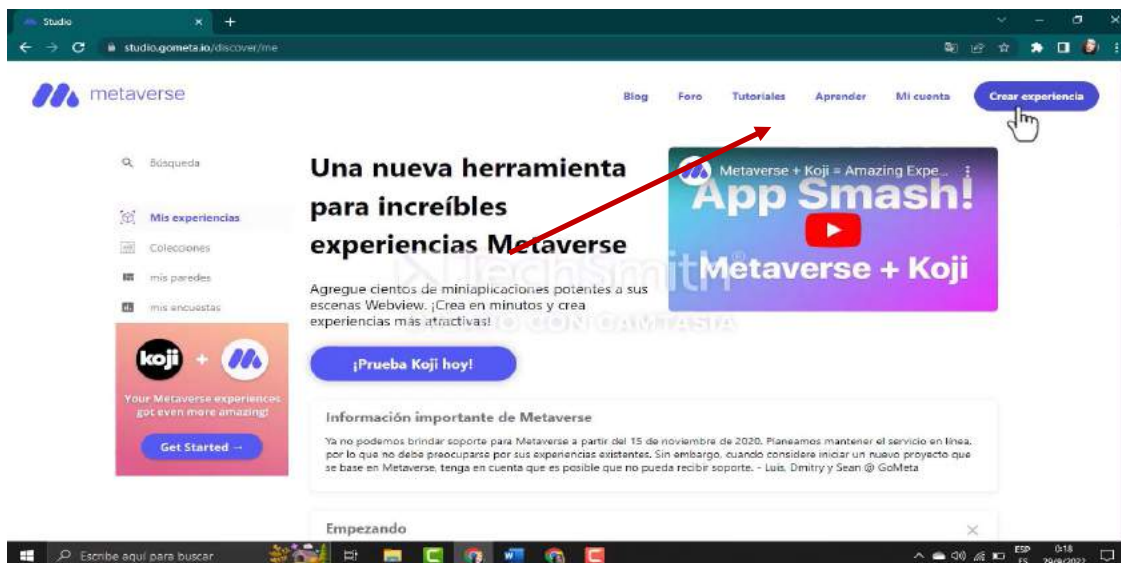 Studio
studio.gometa.io/discover/me
metaverse
Blog
Foro
Tutoriales
Aprender
Mi cuenta
Crear experiencia
Búsqueda
Mis experiencias
Colecciones
mis paredes
mis encuestas
koji +
Your Metaverse experiences
got even more amazing!
Get Started →
Una nueva herramienta
para increíbles
experiencias Metaverse
Agregue cientos de miniaplicaciones potentes a sus
escenas Webview. ¡Crea en minutos y crea
experiencias más atractivas!
¡Prueba Koji hoy!
Metaverse + Koji = Amazing Expe...
App Smash!
Metaverse + Koji
TechSmith
CON CAMTASIA
Información importante de Metaverse
Ya no podemos brindar soporte para Metaverse a partir del 15 de noviembre de 2020. Planeamos mantener el servicio en línea,
por lo que no debe preocuparse por sus experiencias existentes. Sin embargo, cuando considere iniciar un nuevo proyecto que
se base en Metaverse, tenga en cuenta que es posible que no pueda recibir soporte. - Luis, Dmitry y Sean @ GoMeta
Empezando
Escribe aquí para buscar
ESP
0:18
ES
29/9/2022